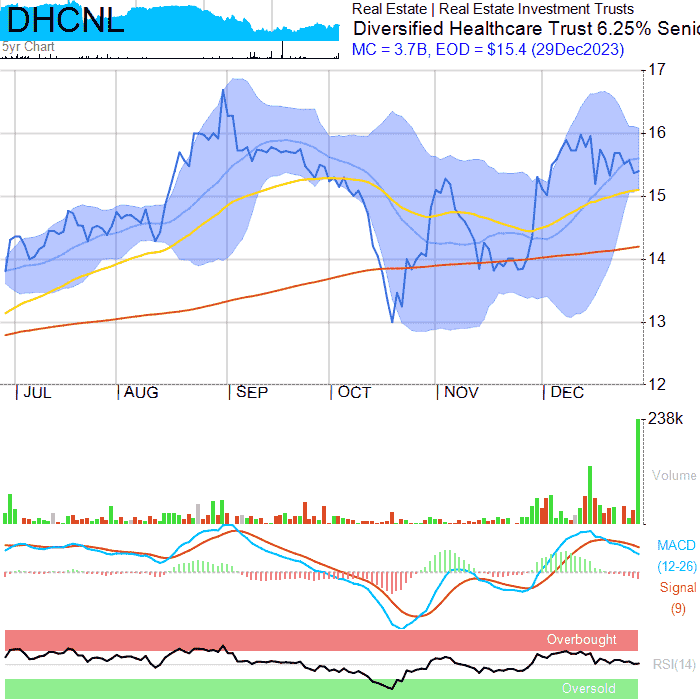 DHCNL
5yr Chart
Real Estate | Real Estate Investment Trusts
Diversified Healthcare Trust 6.25% Senio
MC = 3.7B, EOD = $15.4 (29Dec2023)
17
16
15
14
13
12
JUL
AUG
SEP
OCT
NOV
DEC
238k
Volume
MACD
(12-26)
Signal
(9)
Overbought
RSI(14)
Oversold